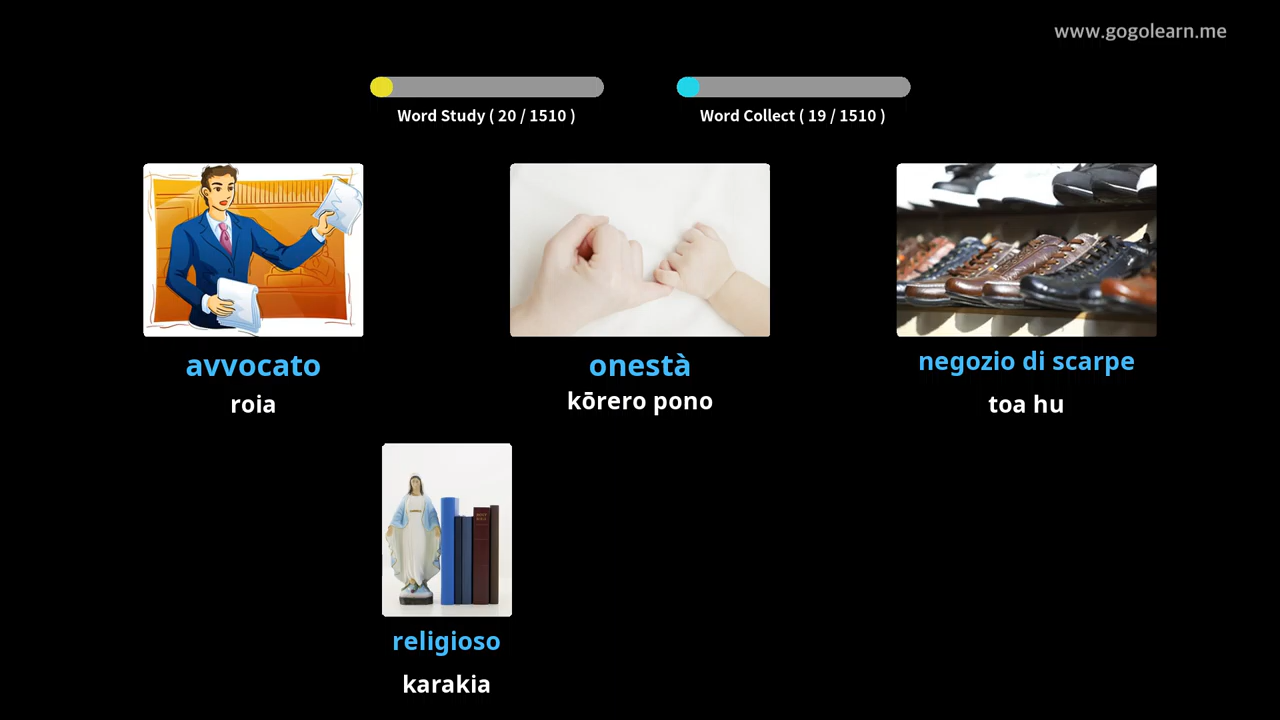 www.gogolearn.me
Word Study ( 20 / 1510 )
Word Collect ( 19 / 1510 )
avvocato
roia
onestà
kōrero pono
negozio di scarpe
toa hu
religioso
karakia